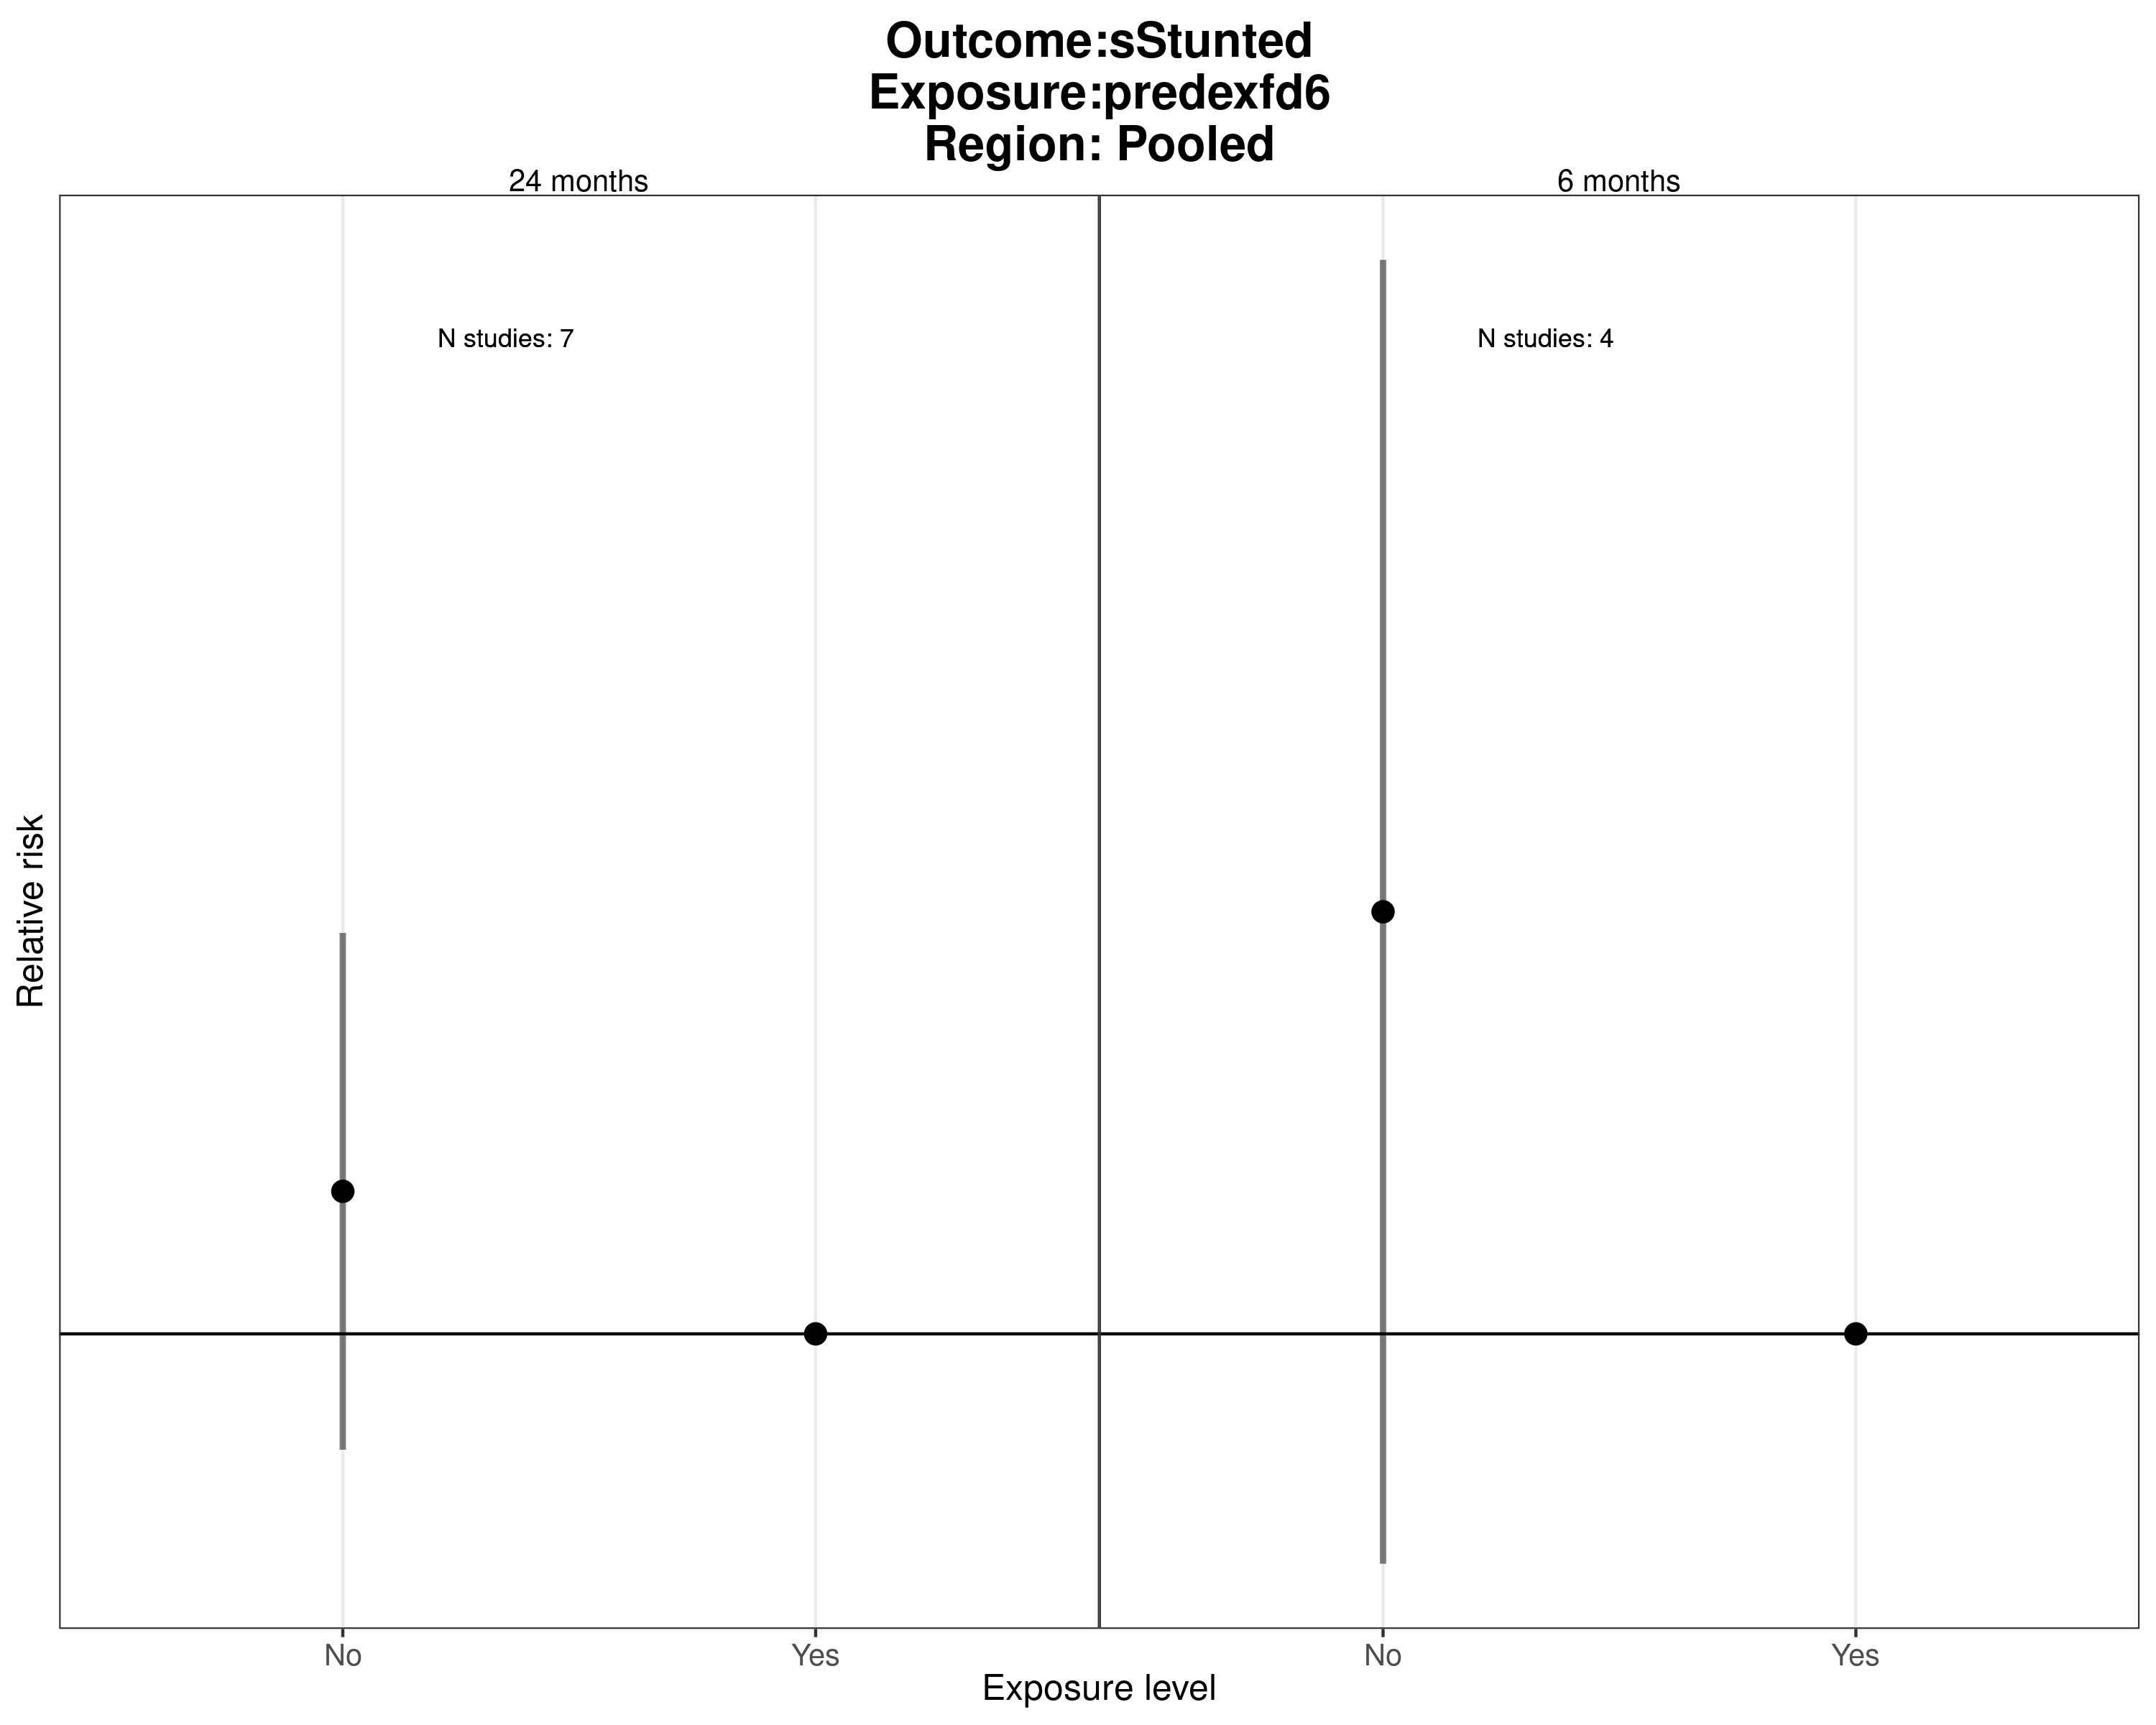 Outcome:sStunted
Exposure:predexfd6
Region: Pooled
24 months
6 months
N studies: 7
N studies: 4
Relative risk
No
Yes
No
Yes
Exposure level